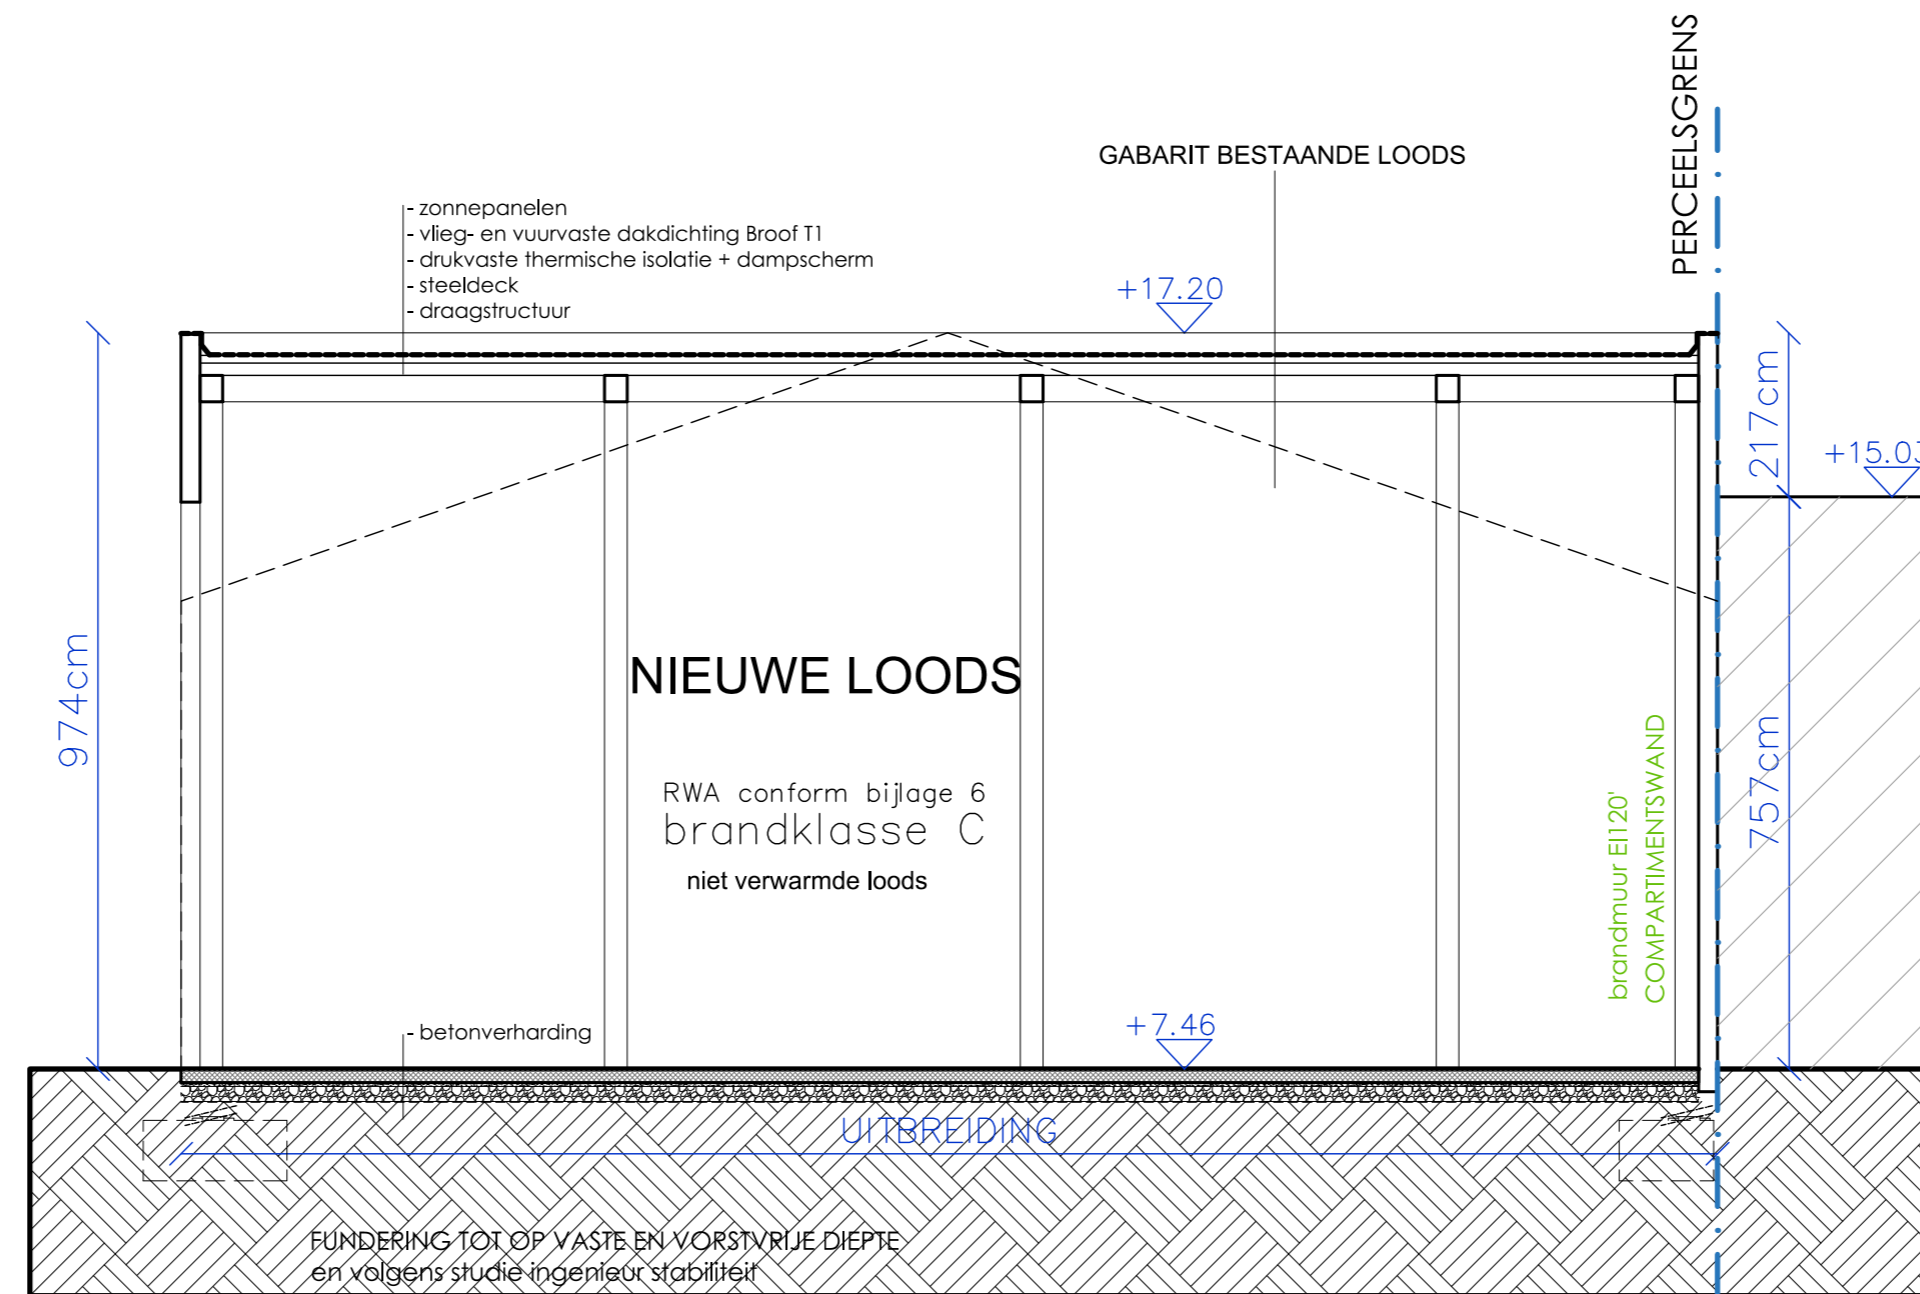 PERCEELSGRENS
GABARIT BESTAANDE LOODS
- zonnepanelen
- vlieg- en vuurvaste dakdichting Broof T1
- drukvaste thermische isolatie + dampscherm
- steeldeck
- draagstructuur
+17.20
217cm
+15.03
974cm
NIEUWE LOODS
RWA conform bijlage 6
brandklasse C
niet verwarmde loods
brandmuur EI120'
COMPARTIMENTSWAND
757cm
- betonverharding
+7.46
UITBREIDING
FUNDERING TOT OP VASTE EN VORSTVRIJE DIEPTE
en volgens studie ingenieur stabiliteit